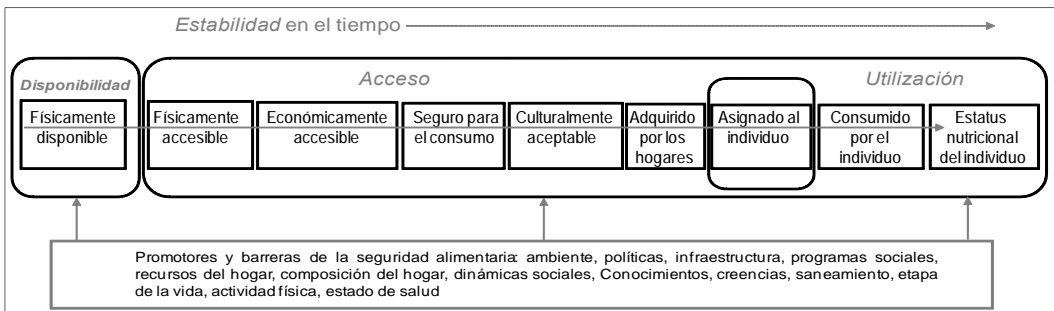 Estabilidad en el tiempo
Disponibilidad
Acceso
Utilización
Físicamente
disponible
Físicamente
accesible
Económicamente
accesible
Seguro para
el consumo
Culturalmente
aceptable
Adquirido
por los
hogares
Asignado al
individuo
Consumido
por el
individuo
Estatus
nutricional
del individuo
Promotores y barreras de la seguridad alimentaria: ambiente, políticas, infraestructura, programas sociales,
recursos del hogar, composición del hogar, dinámicas sociales, Conocimientos, creencias, saneamiento, etapa
de la vida, actividad física, estado de salud